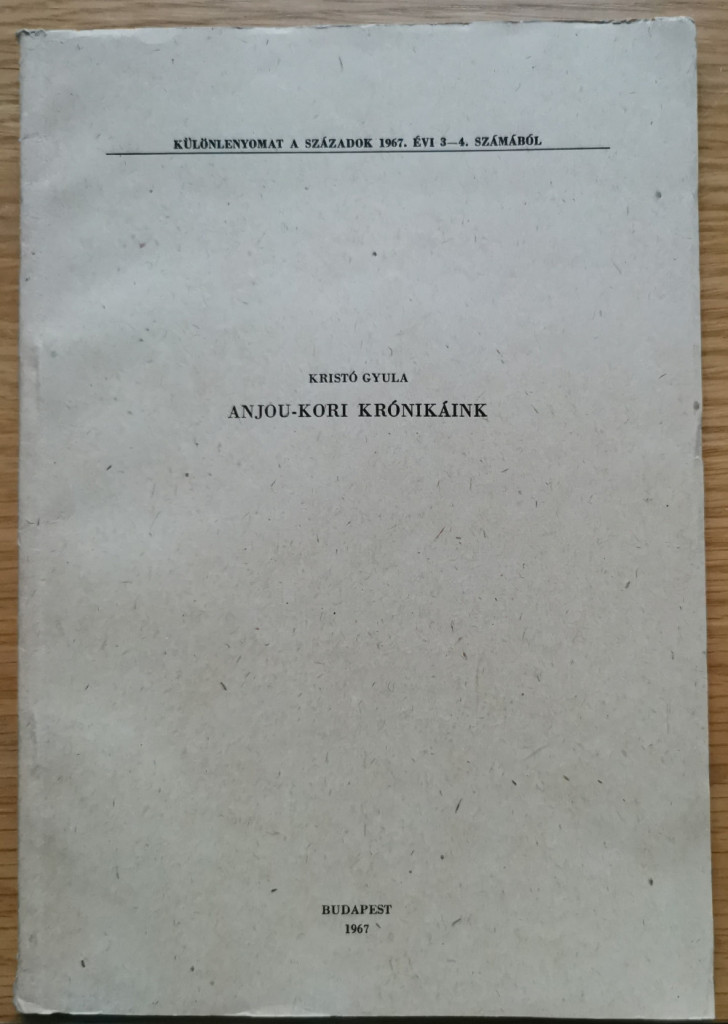 KÜLÖNLENYOMAT A SZÁZADOK 1967. ÉVI 3—4. SZÁMÁBÓL
KRISTÓ GYULA
ANJOU-KORI KRÓNIKÁINK
BUDAPEST
1967